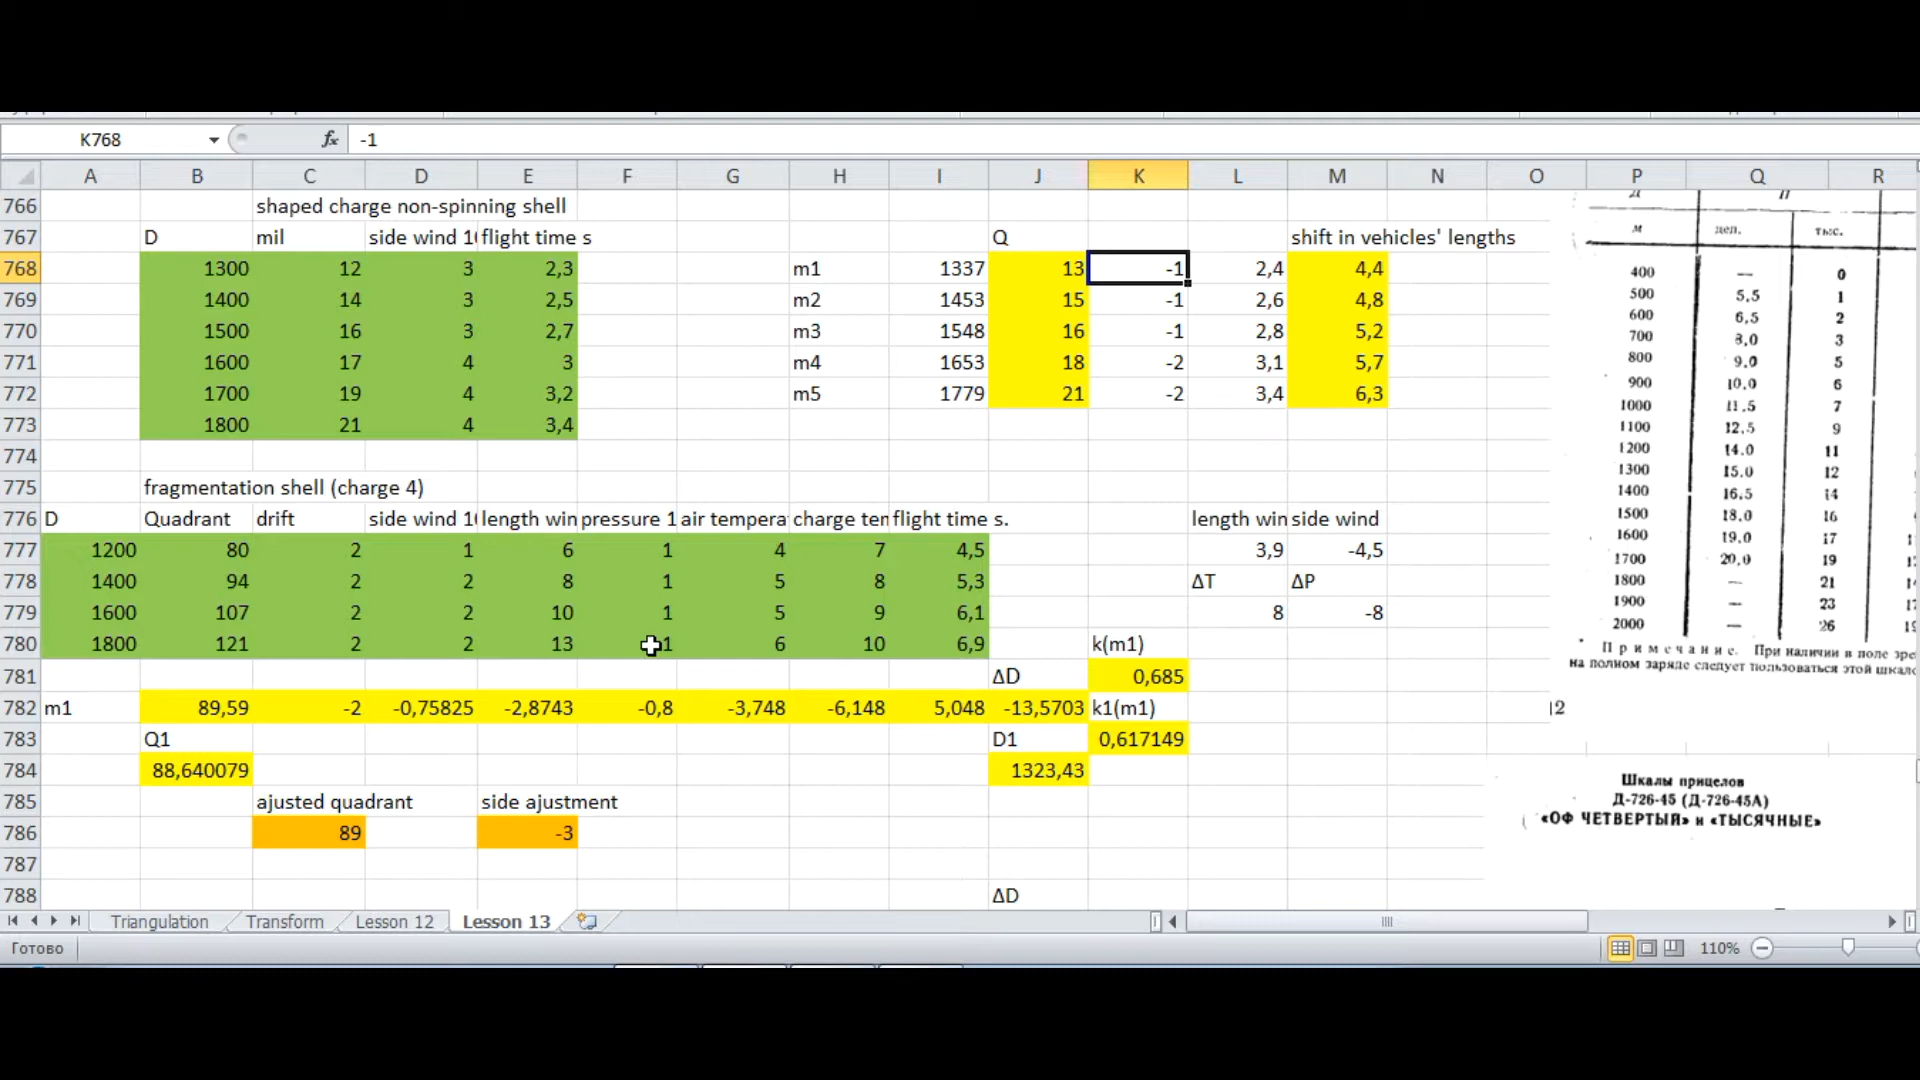 K768 fx -1
A B C D E F G H I J K L M N O P Q R
766 shaped charge non-spinning shell
767 D mil side wind 1 flight time s Q shift in vehicles' lengths
768 1300 12 3 2,3 m1 1337 13 -1 2,4 4,4
769 1400 14 3 2,5 m2 1453 15 -1 2,6 4,8
770 1500 16 3 2,7 m3 1548 16 -1 2,8 5,2
771 1600 17 4 3 m4 1653 18 -2 3,1 5,7
772 1700 19 4 3,2 m5 1779 21 -2 3,4 6,3
773 1800 21 4 3,4
774
775 fragmentation shell (charge 4)
776 D Quadrant drift side wind 1 length win pressure 1 air tempera charge ten flight time s. length win side wind
777 1200 80 2 1 6 1 4 7 4,5 3,9 -4,5
778 1400 94 2 2 8 1 5 8 5,3 ΔT ΔP
779 1600 107 2 2 10 1 5 9 6,1 8 -8
780 1800 121 2 2 13 1 6 10 6,9 k(m1)
781 ΔD 0,685
782 m1 89,59 -2 -0,75825 -2,8743 -0,8 -3,748 -6,148 5,048 -13,5703 k1(m1) 12
783 Q1 D1 0,617149
784 88,640079 1323,43
785 ajusted quadrant side ajustment
786 89 -3
787
788 ΔD
м дел. тыс.
400 — 0
500 5,5 1
600 6,5 2
700 8,0 3
800 9,0 5
900 10,0 6
1000 11,5 7
1100 12,5 9
1200 14,0 11
1300 15,0 12
1400 16,5 14
1500 18,0 16
1600 19,0 17
1700 20,0 19
1800 — 21
1900 — 23
2000 — 26
Примечание. При наличии в поле
на полном заряде следует пользоваться этой
Шкалы прицелов
Д-726-45 (Д-726-45А)
«ОФ ЧЕТВЕРТЫЙ» и «ТЫСЯЧНЫЕ»
Triangulation Transform Lesson 12 Lesson 13
Готово 110%